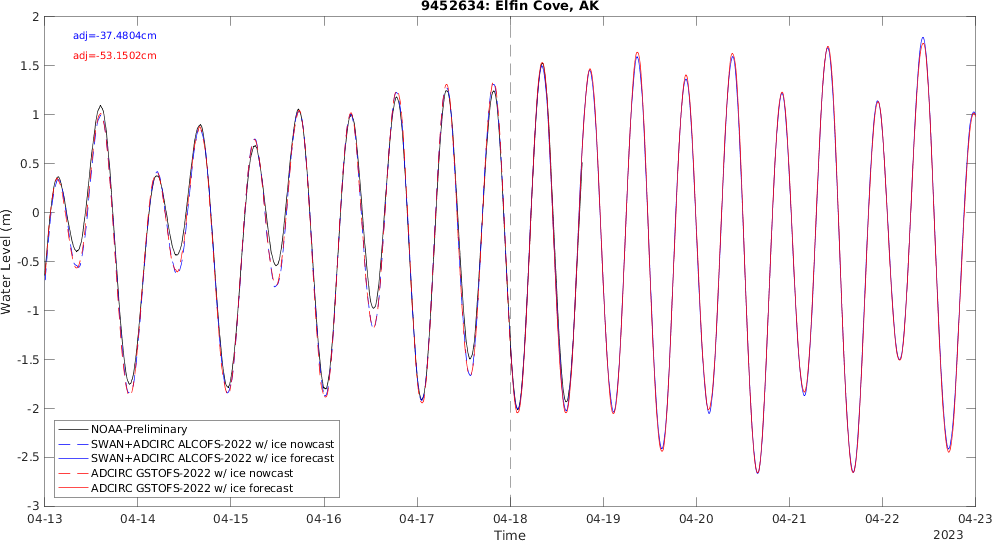 9452634: Elfin Cove, AK
adj=-37.4804cm
adj=-53.1502cm
Water Level (m)
2
1.5
1
0.5
0
-0.5
-1
-1.5
-2
-2.5
-3
NOAA-Preliminary
SWAN+ADCIRC ALCOFS-2022 w/ ice nowcast
SWAN+ADCIRC ALCOFS-2022 w/ ice forecast
ADCIRC GSTOFS-2022 w/ ice nowcast
ADCIRC GSTOFS-2022 w/ ice forecast
04-13 04-14 04-15 04-16 04-17 04-18 04-19 04-20 04-21 04-22 04-23
Time
2023